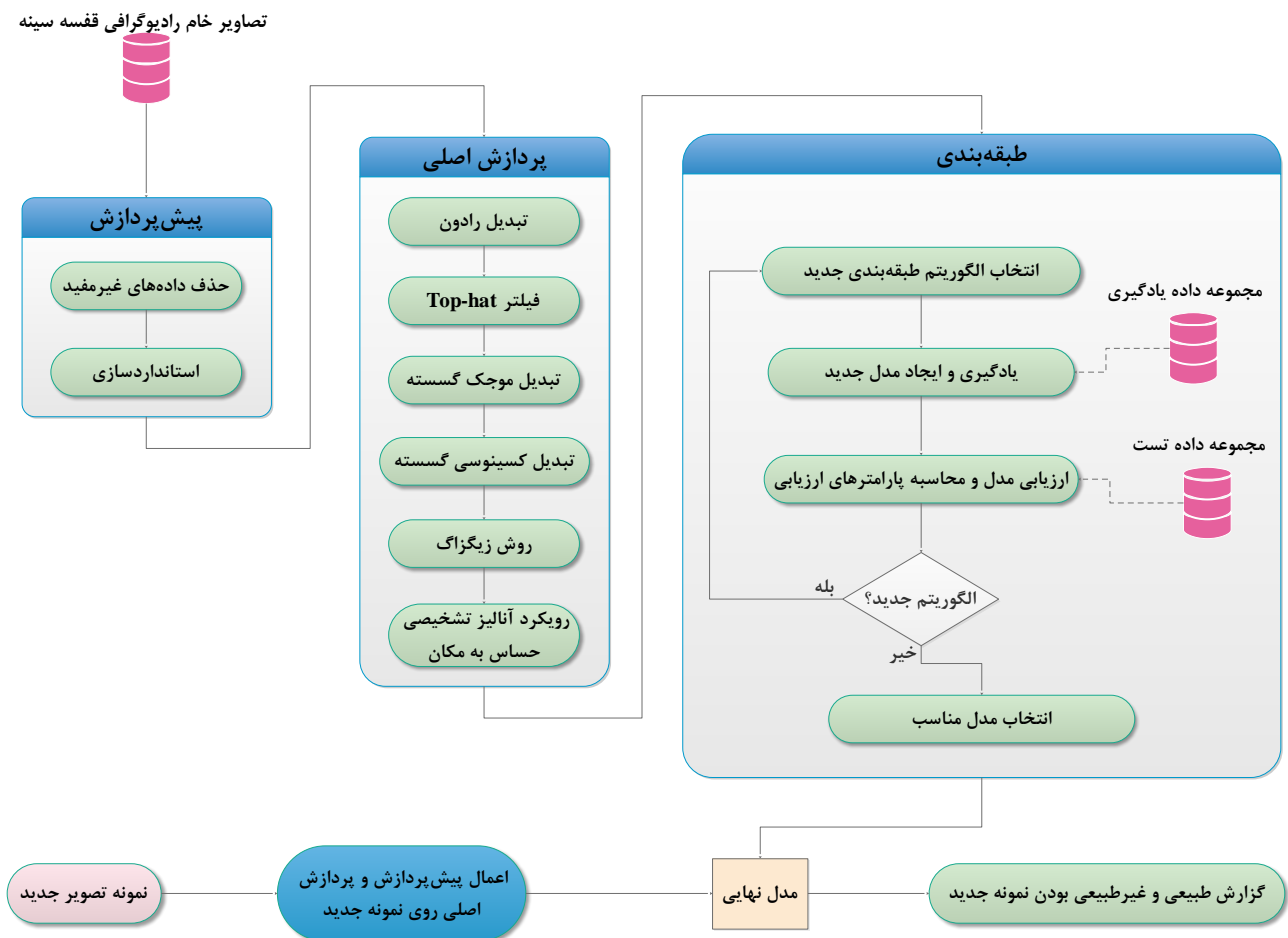 تصاویر خام رادیوگرافی قفسه سینه
پیش‌پردازش
حذف داده‌های غیرمفید
استانداردسازی
پردازش اصلی
تبدیل رادون
فیلتر Top-hat
تبدیل موجک گسسته
تبدیل کسینوسی گسسته
روش زیگزاگ
رویکرد آنالیز تشخیصی
حساس به مکان
طبقه‌بندی
انتخاب الگوریتم طبقه‌بندی جدید
مجموعه داده یادگیری
یادگیری و ایجاد مدل جدید
مجموعه داده تست
ارزیابی مدل و محاسبه پارامترهای ارزیابی
الگوریتم جدید؟
بله
خیر
انتخاب مدل مناسب
نمونه تصویر جدید
اعمال پیش‌پردازش و پردازش
اصلی روی نمونه جدید
مدل نهایی
گزارش طبیعی و غیرطبیعی بودن نمونه جدید